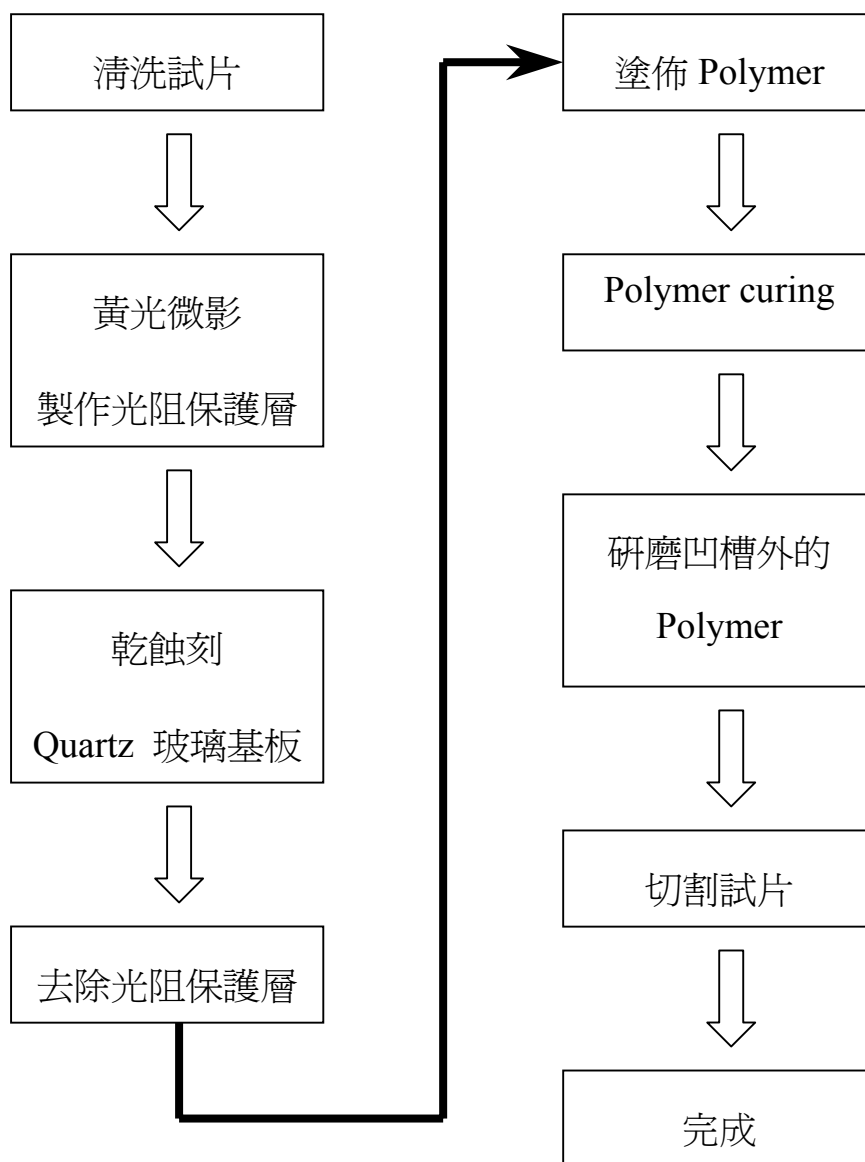 清洗試片
黃光微影
製作光阻保護層
乾蝕刻
Quartz 玻璃基板
去除光阻保護層
塗佈 Polymer
Polymer curing
研磨凹槽外的
Polymer
切割試片
完成